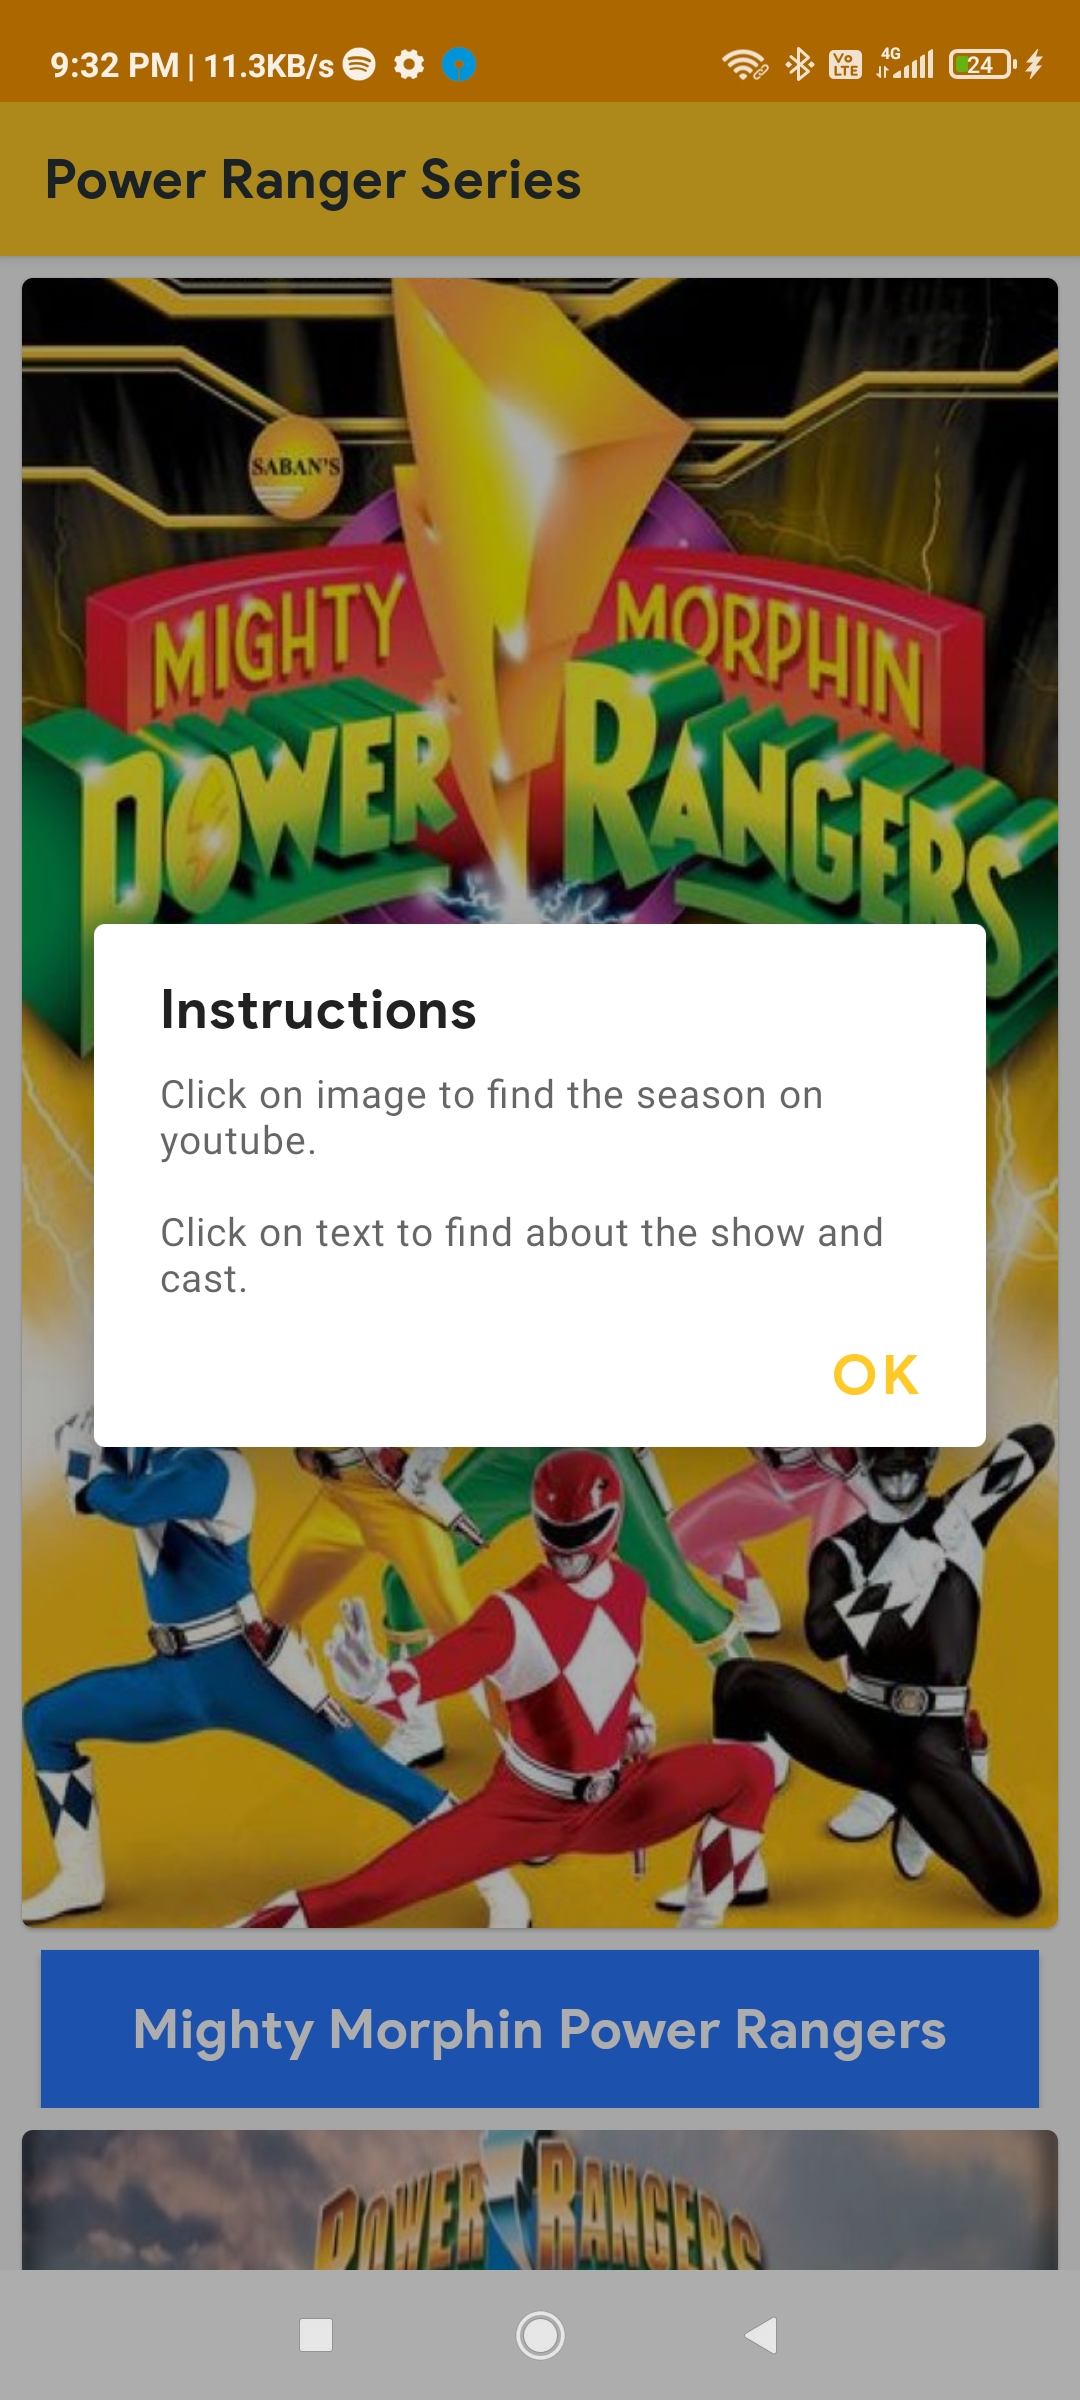 9:32 PM | 11.3KB/s
Vo LTE 4G 24
Power Ranger Series
SABAN'S
MIGHTY MORPHIN
POWER RANGERS
Instructions
Click on image to find the season on
youtube.
Click on text to find about the show and
cast.
OK
Mighty Morphin Power Rangers
POWER RANGERS